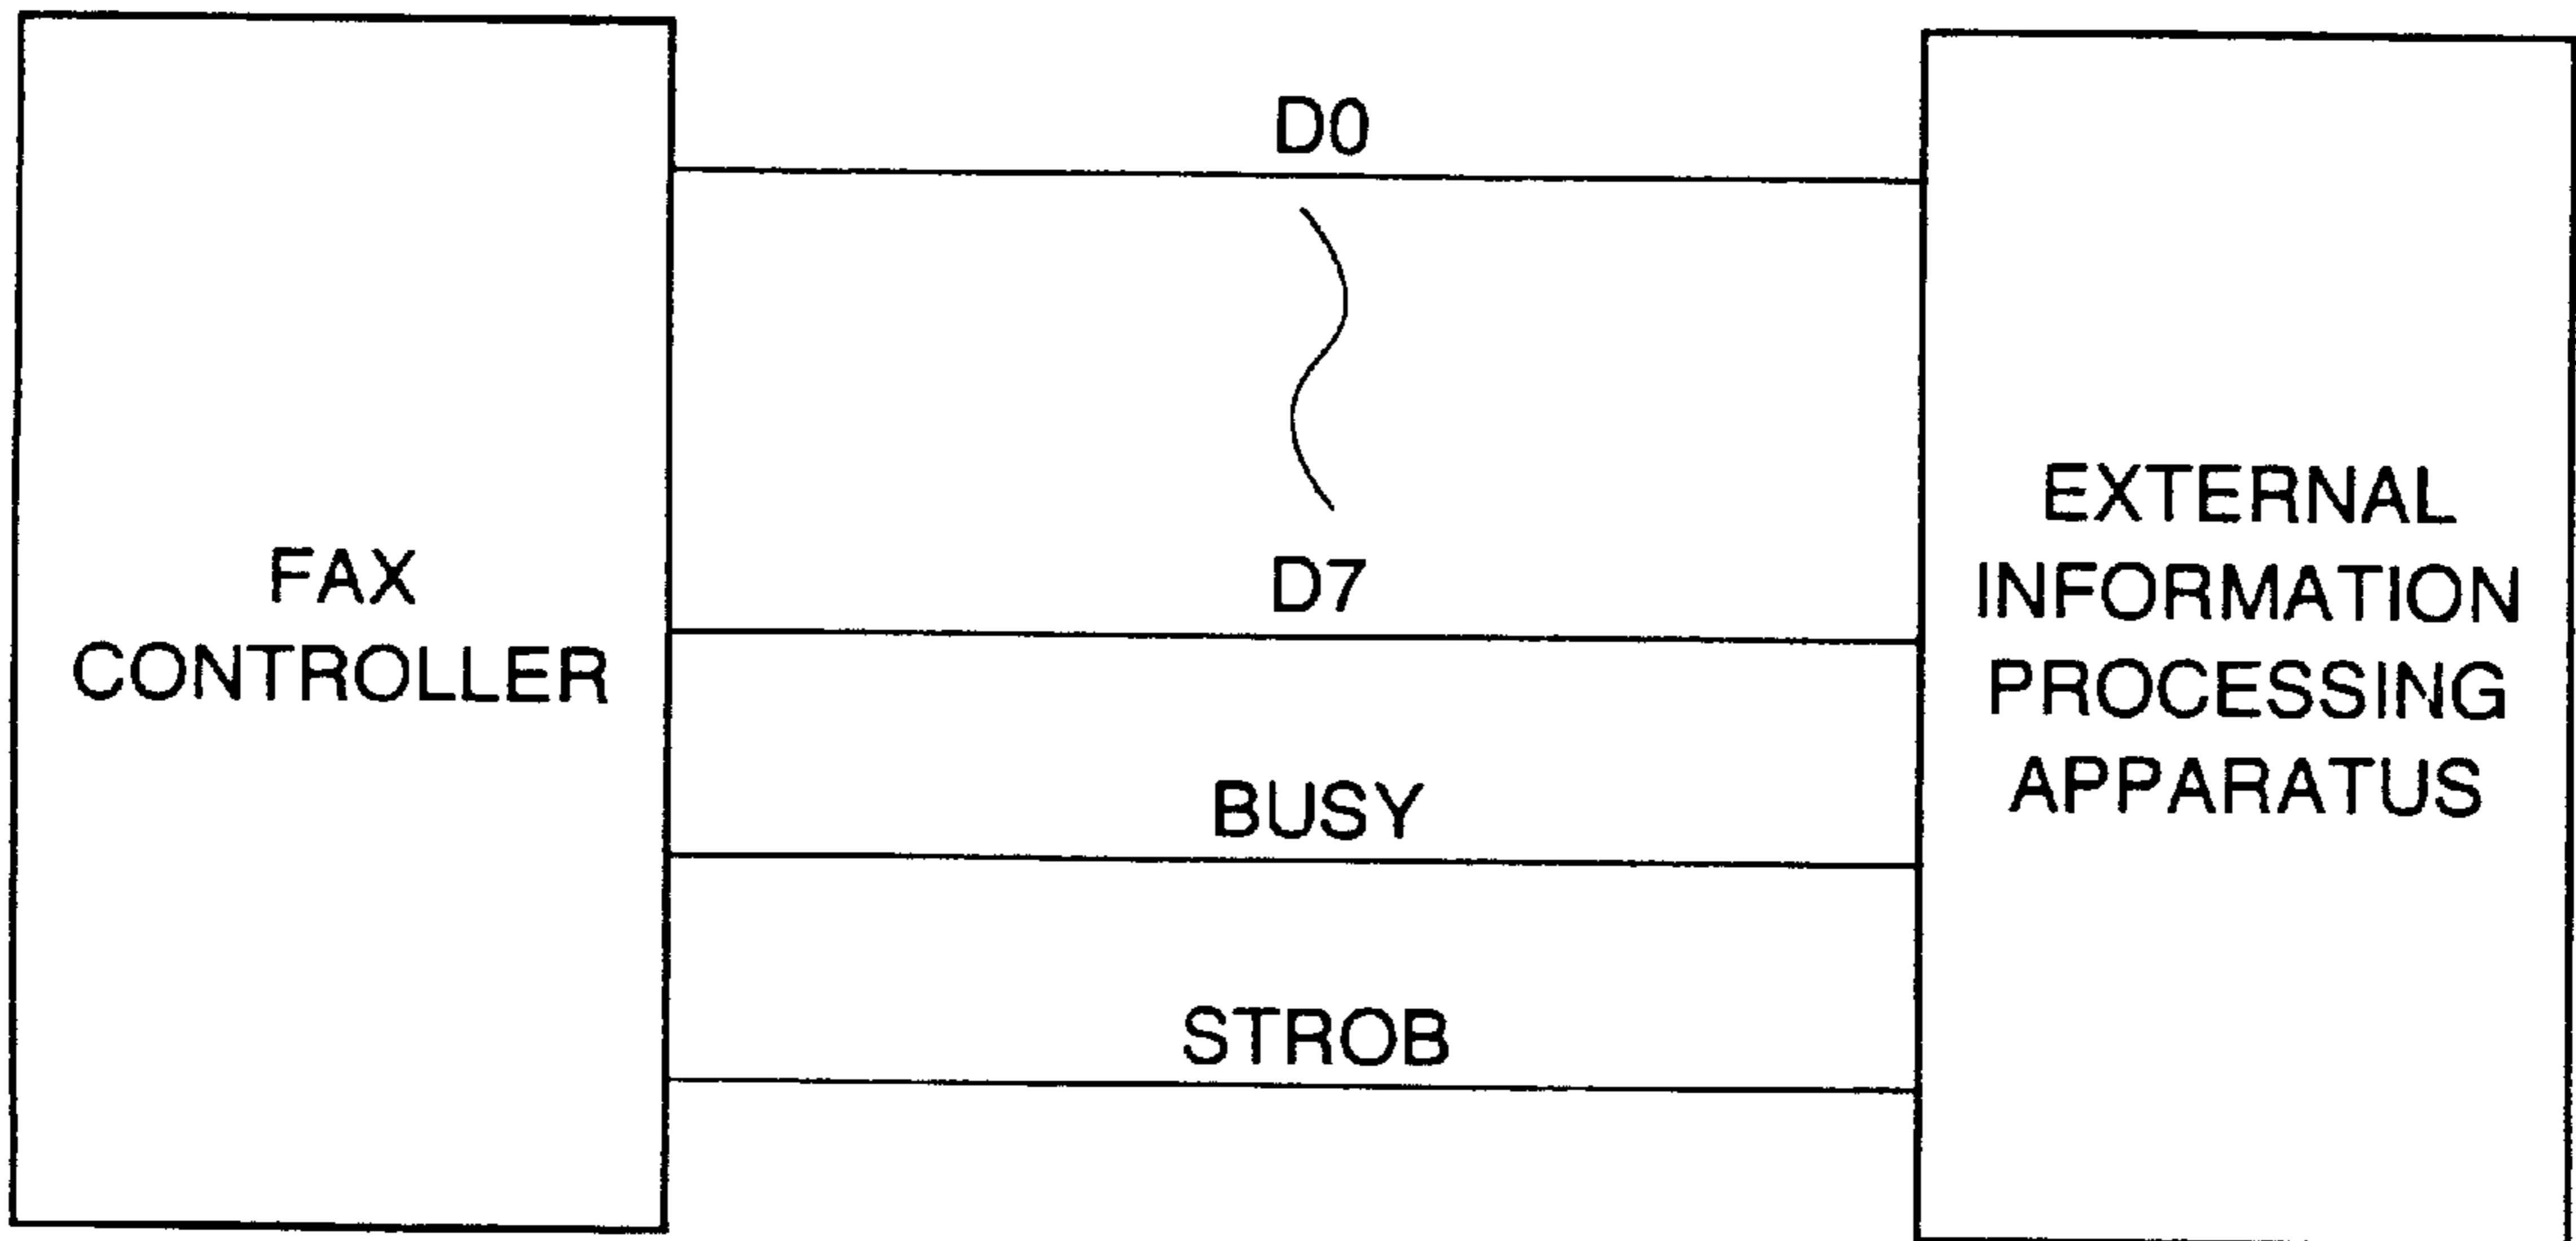 FAX
CONTROLLER
D0
D7
BUSY
STROB
EXTERNAL
INFORMATION
PROCESSING
APPARATUS